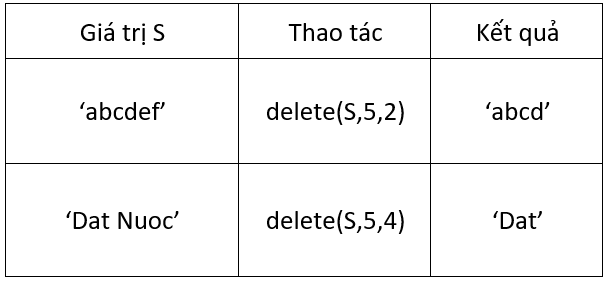 Giá trị S Thao tác Kết quả
‘abcdef’ delete(S,5,2) ‘abcd’
‘Dat Nuoc’ delete(S,5,4) ‘Dat’